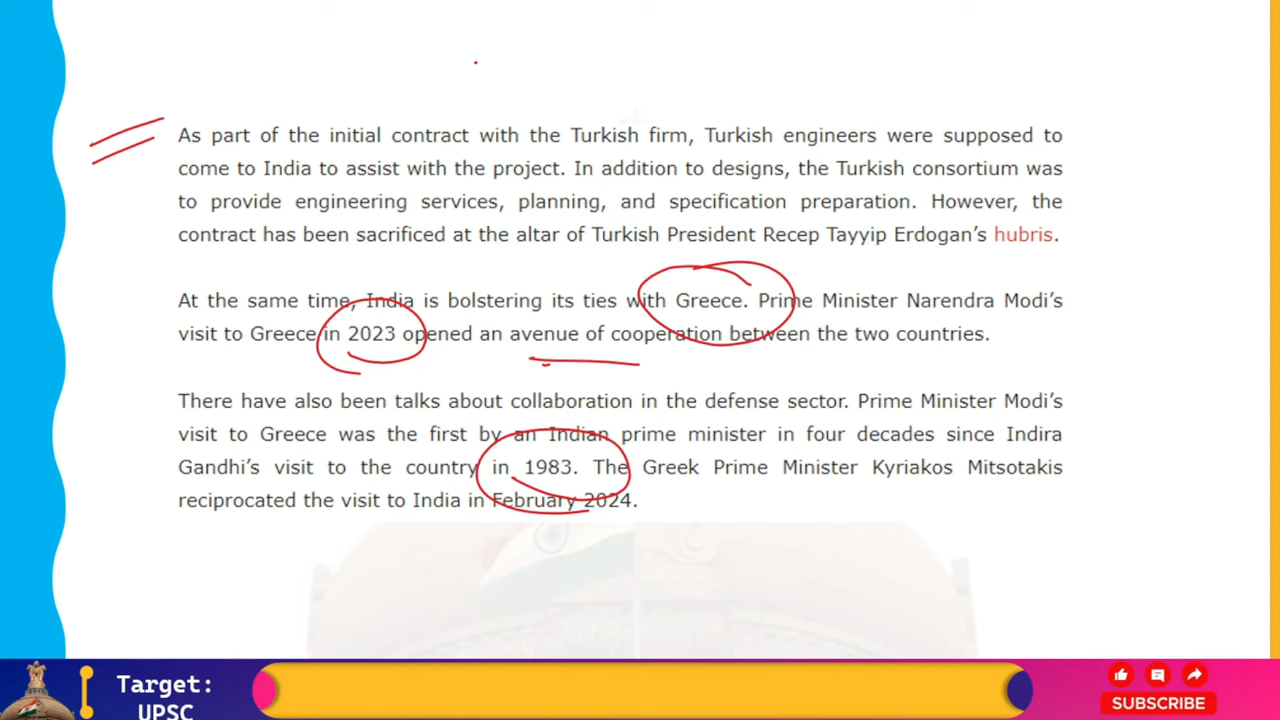 As part of the initial contract with the Turkish firm, Turkish engineers were supposed to
come to India to assist with the project. In addition to designs, the Turkish consortium was
to provide engineering services, planning, and specification preparation. However, the
contract has been sacrificed at the altar of Turkish President Recep Tayyip Erdogan’s hubris.
At the same time, India is bolstering its ties with Greece. Prime Minister Narendra Modi’s
visit to Greece in 2023 opened an avenue of cooperation between the two countries.
There have also been talks about collaboration in the defense sector. Prime Minister Modi’s
visit to Greece was the first by an Indian prime minister in four decades since Indira
Gandhi’s visit to the country in 1983. The Greek Prime Minister Kyriakos Mitsotakis
reciprocated the visit to India in February 2024.
Target:
UPSC
SUBSCRIBE